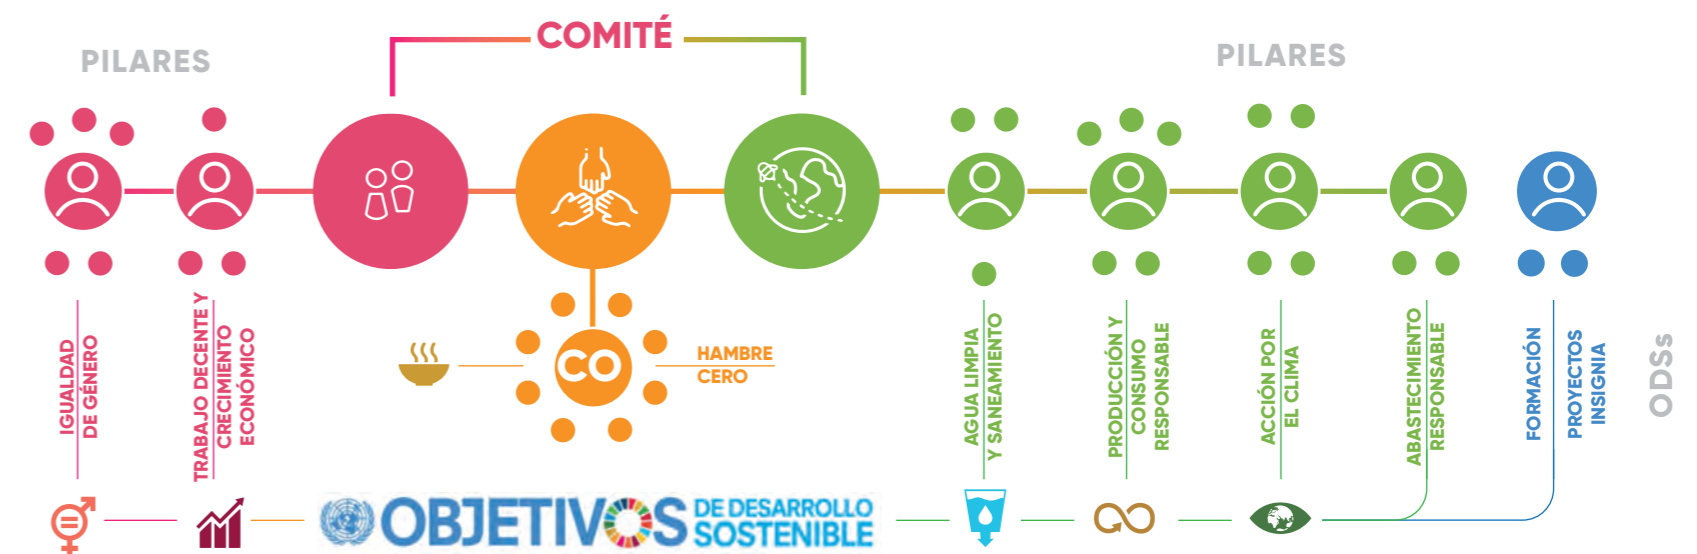 COMITÉ
PILARES
PILARES
CO
HAMBRE
CERO
IGUALDAD
DE GÉNERO
TRABAJO DECENTE Y
CRECIMIENTO
ECONÓMICO
AGUA LIMPIA
Y SANEAMIENTO
PRODUCCIÓN Y
CONSUMO
RESPONSABLE
ACCIÓN POR
EL CLIMA
ABASTECIMIENTO
RESPONSABLE
FORMACIÓN
PROYECTOS
INSIGNIA
ODSs
OBJETIVOS
DE DESARROLLO
SOSTENIBLE